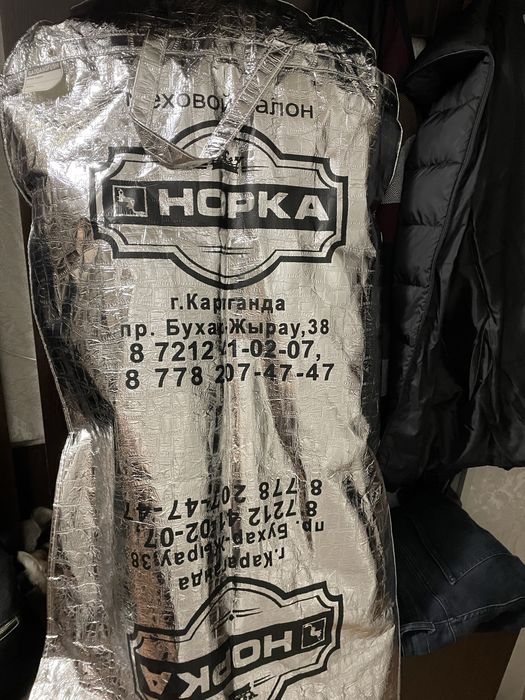 меховой салон
НОРКА
г.Караганда
пр. Бухар-Жырау,38
8 7212 41-02-07,
8 778 207-47-47
8 778 207-47-47
8 7212 41-02-07,
пр. Бухар-Жырау,38
г.Караганда
НОРКА